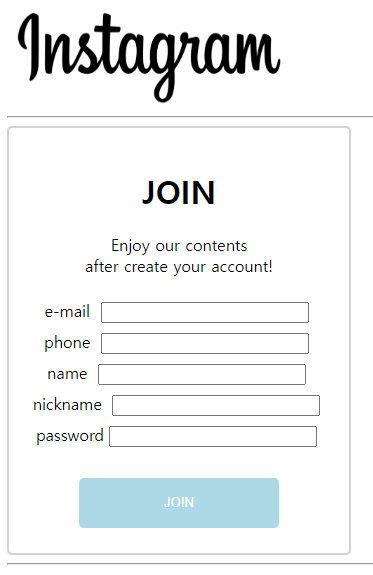 Instagram
JOIN
Enjoy our contents
after create your account!
e-mail
phone
name
nickname
password
JOIN